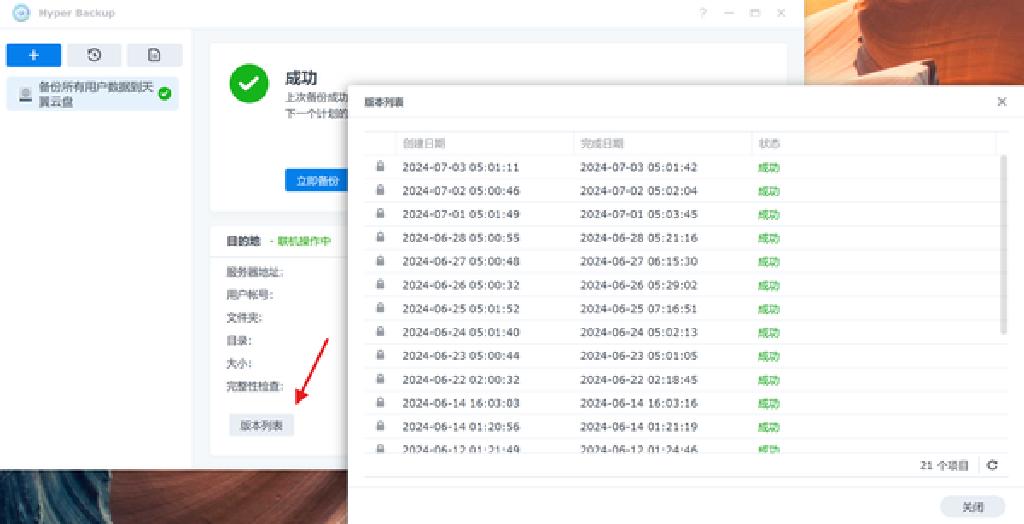 Hyper Backup
备份所有用户数据到天
翼云盘
成功
上次备份成功
下一个计划的
立即备份
目的地 - 联机操作中
服务器地址:
用户帐号:
文件夹:
目录:
大小:
完整性检查:
版本列表
版本列表
创建日期 完成日期 状态
2024-07-03 05:01:11 2024-07-03 05:01:42 成功
2024-07-02 05:00:46 2024-07-02 05:02:04 成功
2024-07-01 05:01:49 2024-07-01 05:03:45 成功
2024-06-28 05:00:55 2024-06-28 05:21:16 成功
2024-06-27 05:00:48 2024-06-27 06:15:30 成功
2024-06-26 05:00:32 2024-06-26 05:29:02 成功
2024-06-25 05:01:52 2024-06-25 07:16:51 成功
2024-06-24 05:01:40 2024-06-24 05:02:13 成功
2024-06-23 05:00:44 2024-06-23 05:01:05 成功
2024-06-22 02:00:32 2024-06-22 02:18:45 成功
2024-06-14 16:03:03 2024-06-14 16:03:16 成功
2024-06-14 01:20:56 2024-06-14 01:21:19 成功
2024-06-12 01:21:49 2024-06-12 01:24:46 成功
21 个项目
关闭